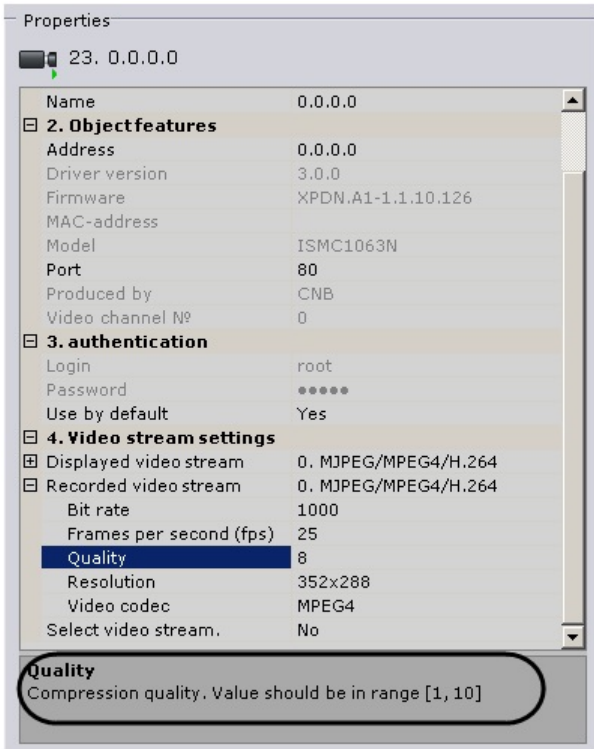 Properties
23. 0.0.0.0
Name 0.0.0.0
2. Object features
Address 0.0.0.0
Driver version 3.0.0
Firmware XPDN.A1-1.1.10.126
MAC-address
Model ISMC1063N
Port 80
Produced by CNB
Video channel № 0
3. authentication
Login root
Password •••••
Use by default Yes
4. Video stream settings
Displayed video stream 0. MJPEG/MPEG4/H.264
Recorded video stream 0. MJPEG/MPEG4/H.264
Bit rate 1000
Frames per second (fps) 25
Quality 8
Resolution 352x288
Video codec MPEG4
Select video stream. No
Quality
Compression quality. Value should be in range [1, 10]